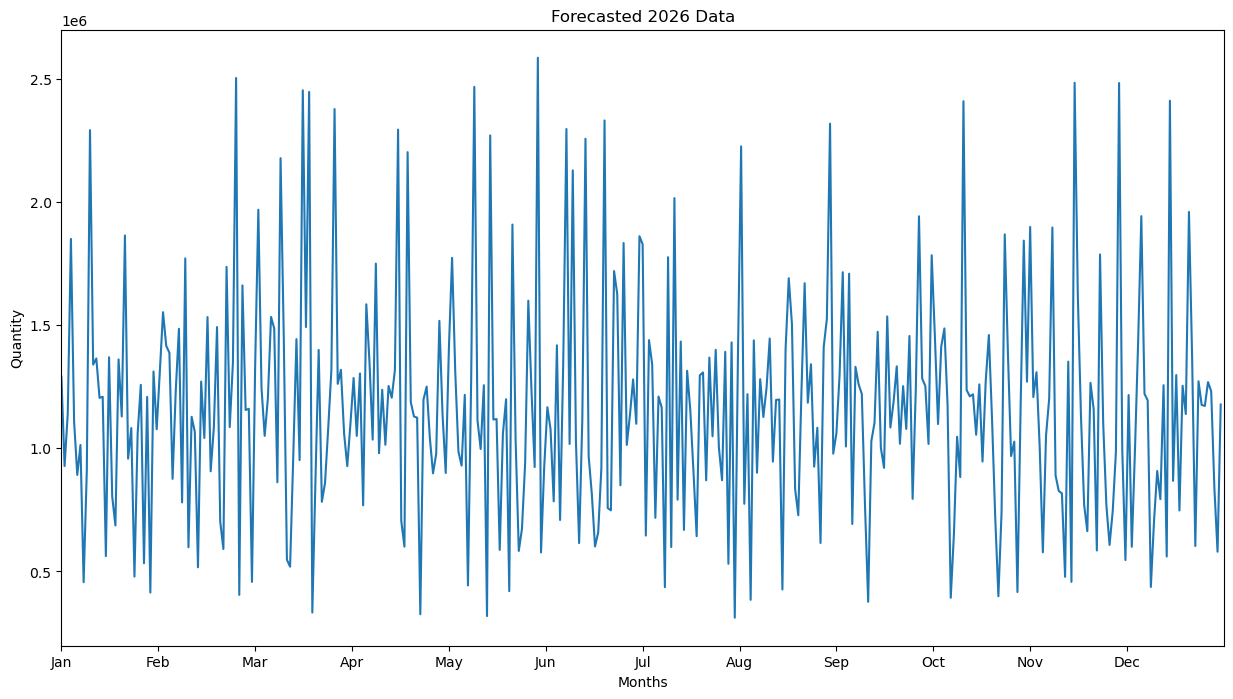 Forecasted 2026 Data
1e6
2.5
2.0
1.5
1.0
0.5
Quantity
Jan Feb Mar Apr May Jun Jul Aug Sep Oct Nov Dec
Months